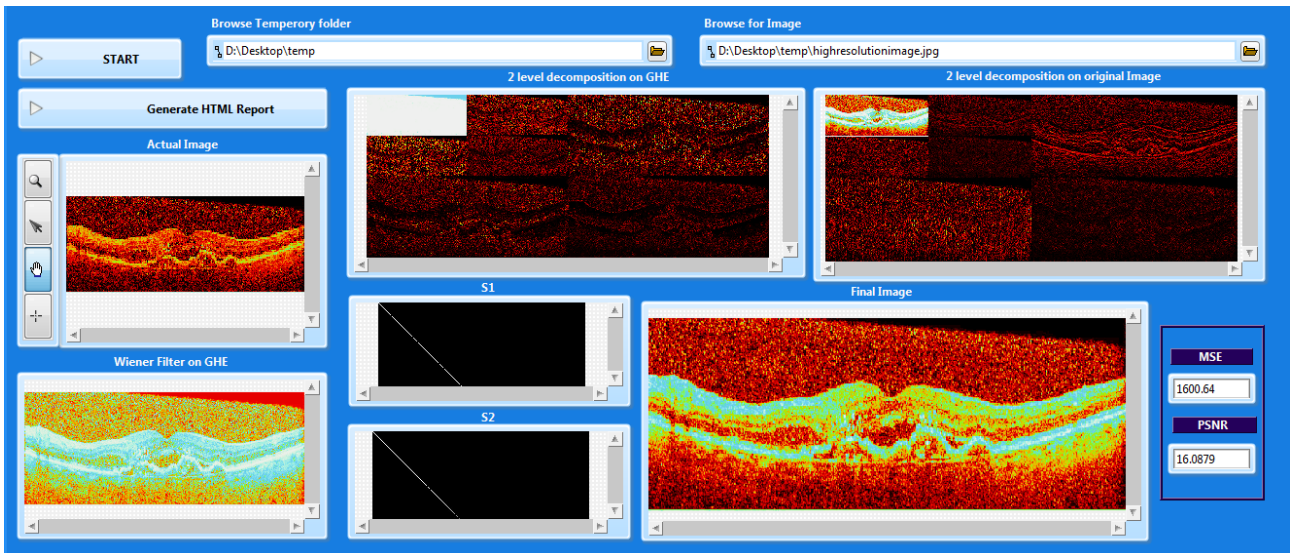 Browse Temperory folder
Browse for Image
START
D:\Desktop\temp
D:\Desktop\temp\highresolutionimage.jpg
2 level decomposition on GHE
2 level decomposition on original Image
Generate HTML Report
Actual Image
S1
Final Image
Wiener Filter on GHE
MSE
1600.64
S2
PSNR
16.0879